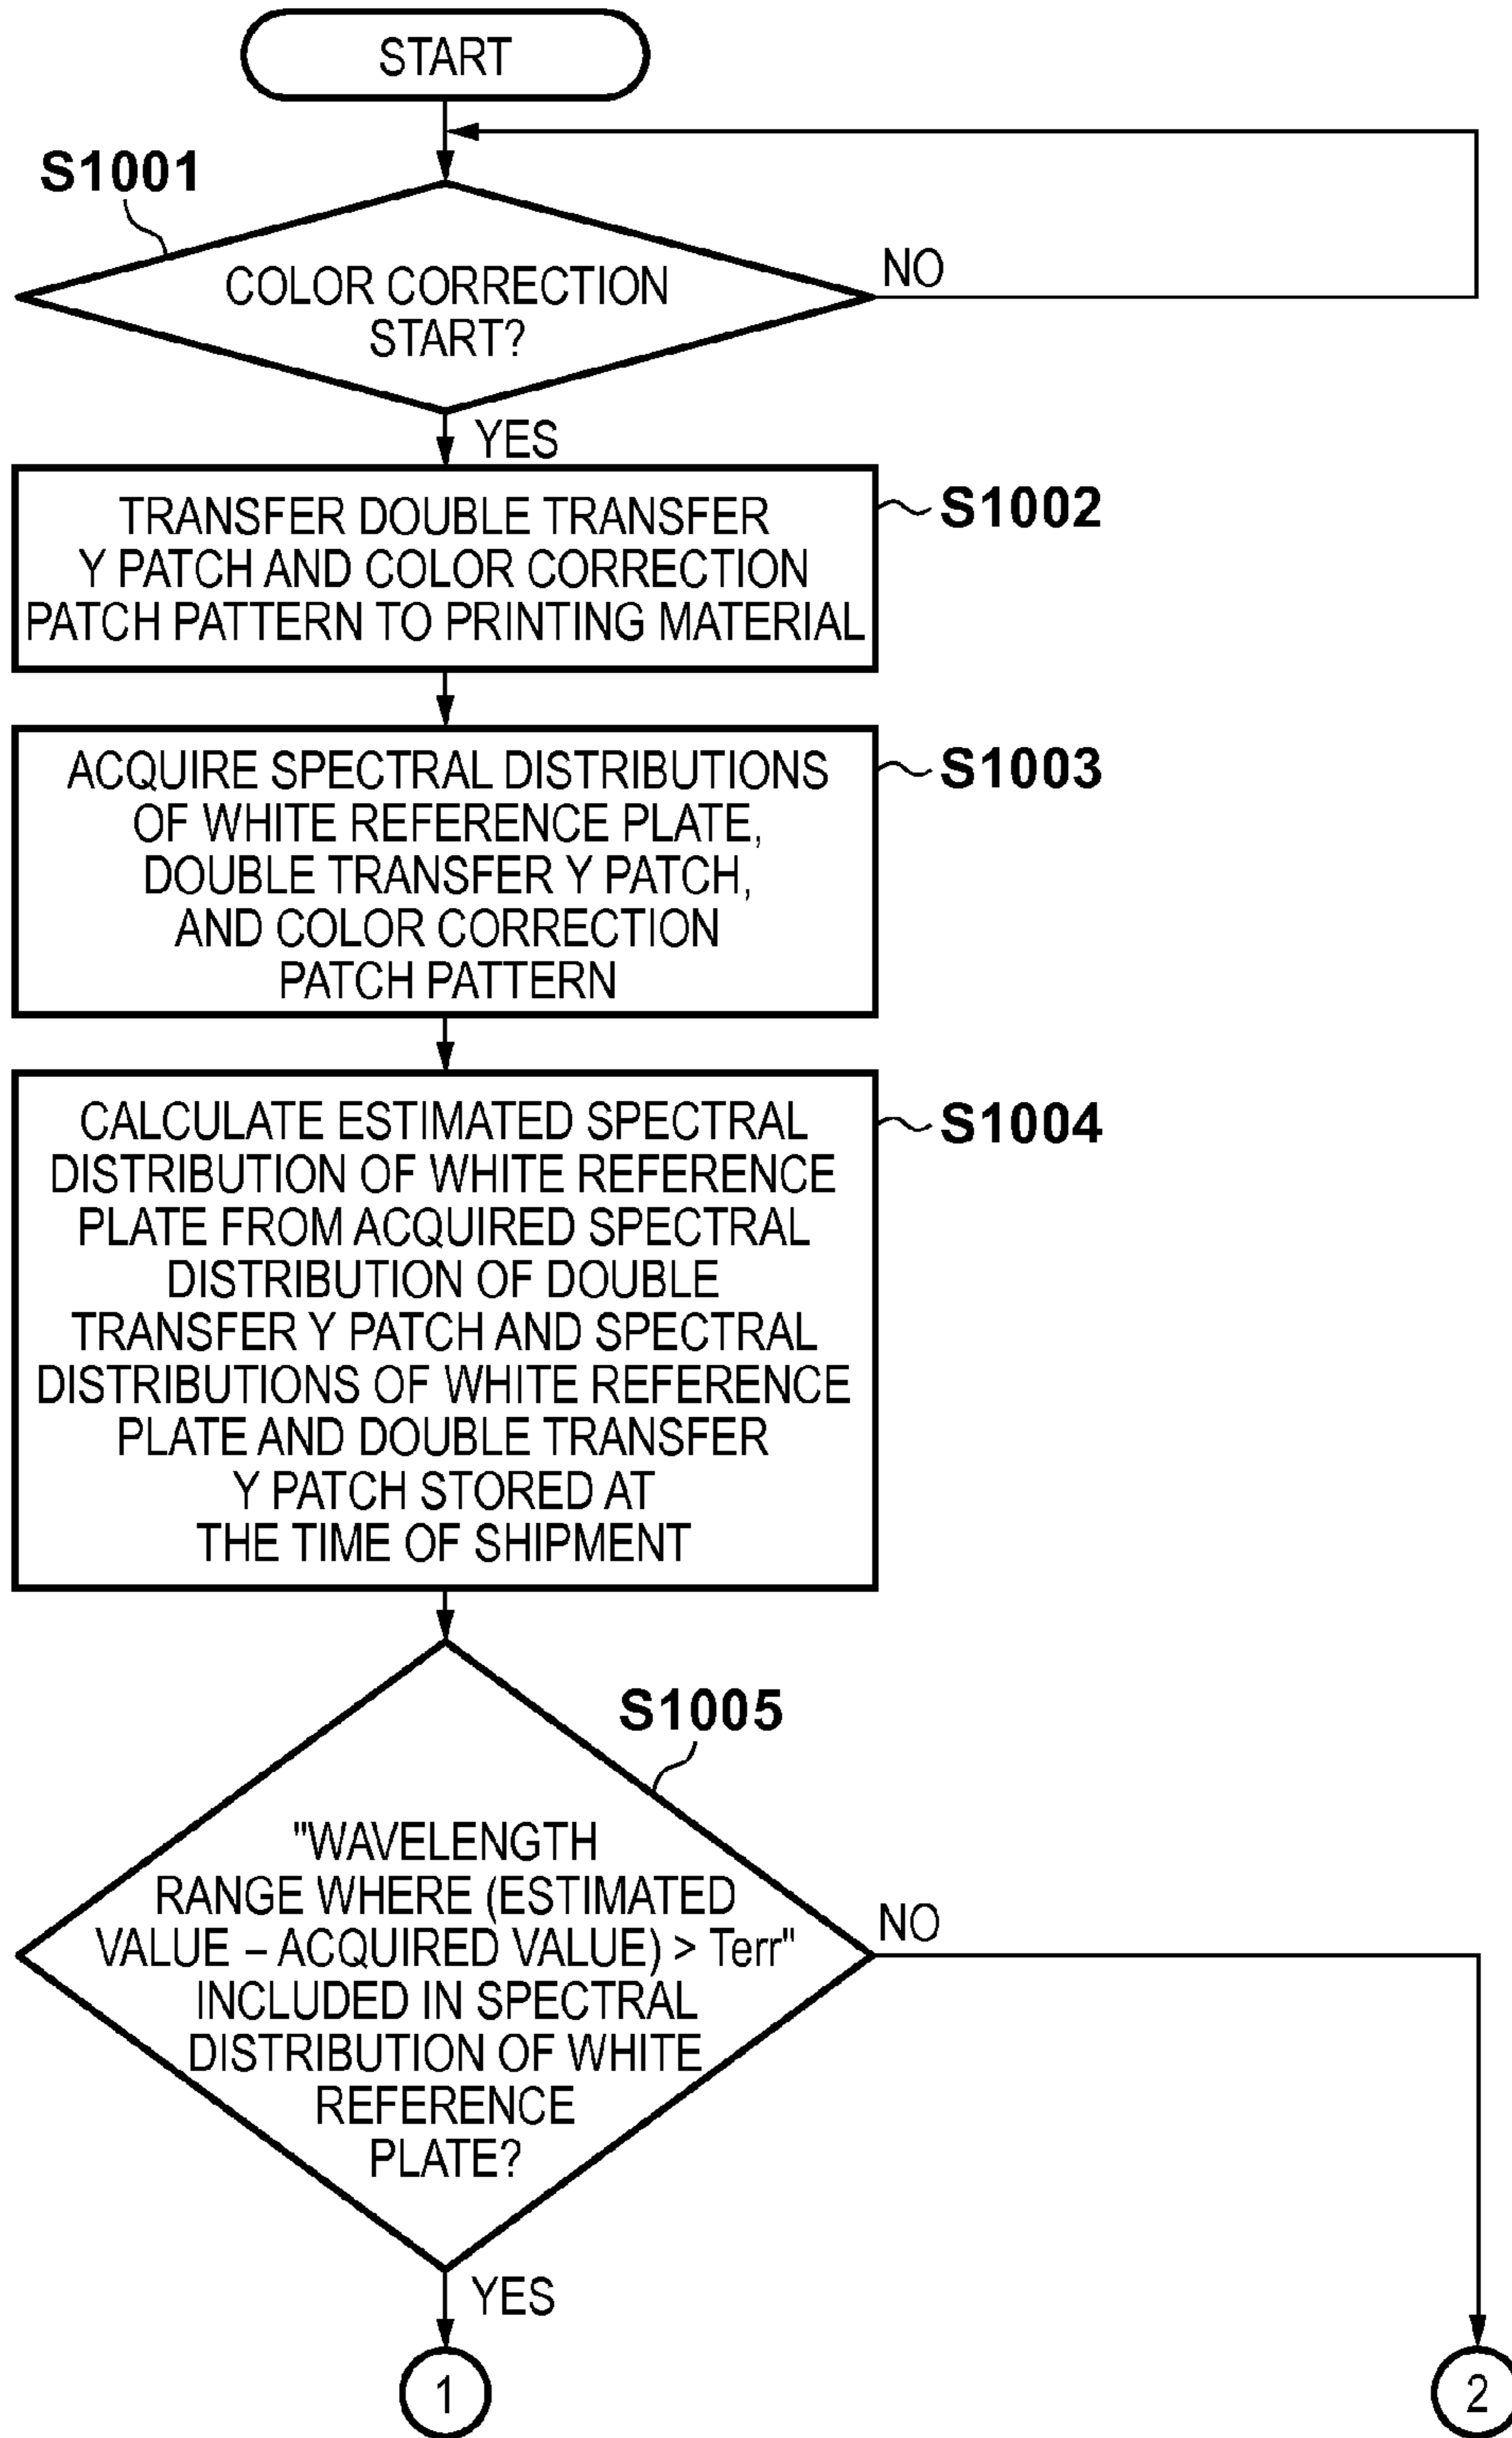 START
S1001
COLOR CORRECTION
START?
NO
YES
TRANSFER DOUBLE TRANSFER
Y PATCH AND COLOR CORRECTION
PATCH PATTERN TO PRINTING MATERIAL
S1002
ACQUIRE SPECTRAL DISTRIBUTIONS
OF WHITE REFERENCE PLATE,
DOUBLE TRANSFER Y PATCH,
AND COLOR CORRECTION
PATCH PATTERN
S1003
CALCULATE ESTIMATED SPECTRAL
DISTRIBUTION OF WHITE REFERENCE
PLATE FROM ACQUIRED SPECTRAL
DISTRIBUTION OF DOUBLE
TRANSFER Y PATCH AND SPECTRAL
DISTRIBUTIONS OF WHITE REFERENCE
PLATE AND DOUBLE TRANSFER
Y PATCH STORED AT
THE TIME OF SHIPMENT
S1004
S1005
"WAVELENGTH
RANGE WHERE (ESTIMATED
VALUE – ACQUIRED VALUE) > Terr"
INCLUDED IN SPECTRAL
DISTRIBUTION OF WHITE
REFERENCE
PLATE?
NO
YES
1
2